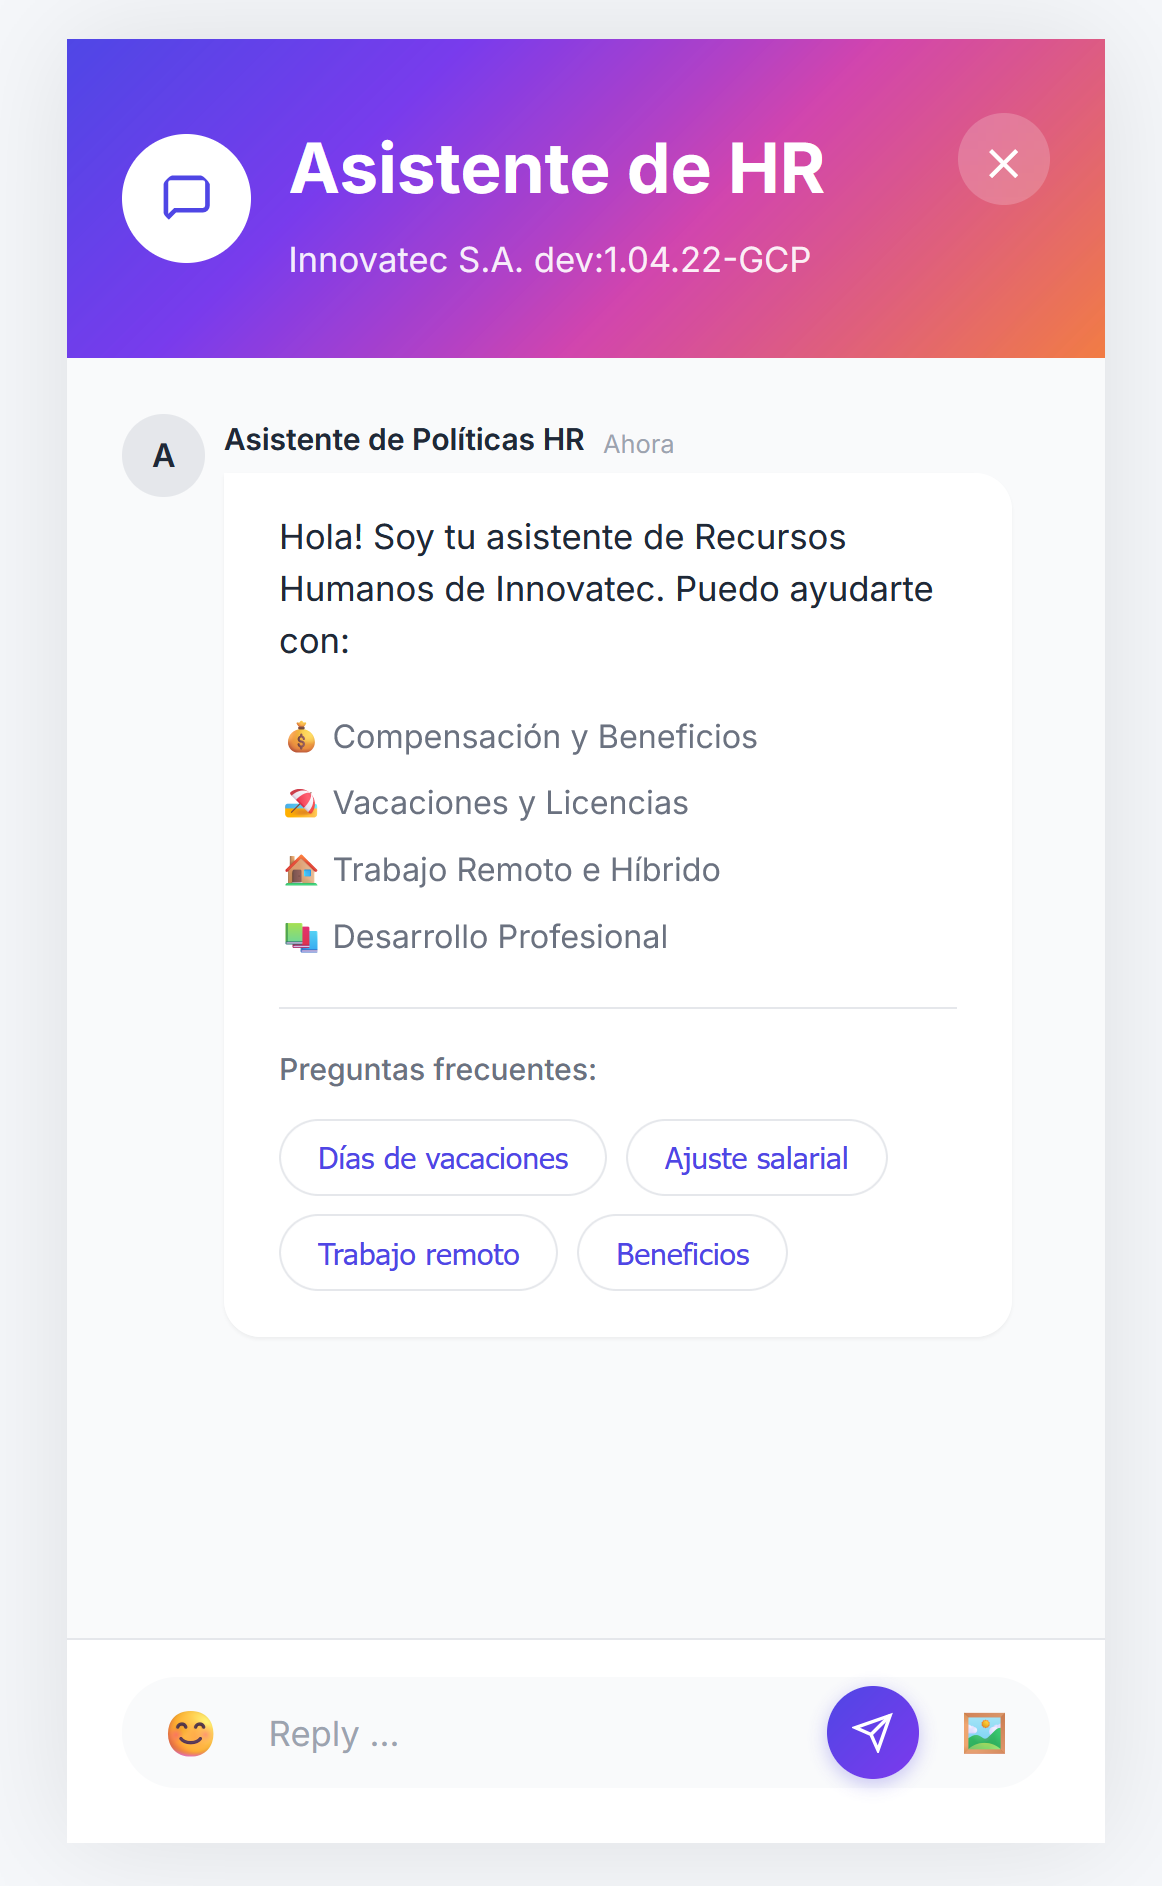 Asistente de HR
Innovatec S.A. dev:1.04.22-GCP
A
Asistente de Políticas HR Ahora
Hola! Soy tu asistente de Recursos
Humanos de Innovatec. Puedo ayudarte
con:
💰 Compensación y Beneficios
🏖️ Vacaciones y Licencias
🏠 Trabajo Remoto e Híbrido
📚 Desarrollo Profesional
Preguntas frecuentes:
Días de vacaciones Ajuste salarial
Trabajo remoto Beneficios
Reply ...